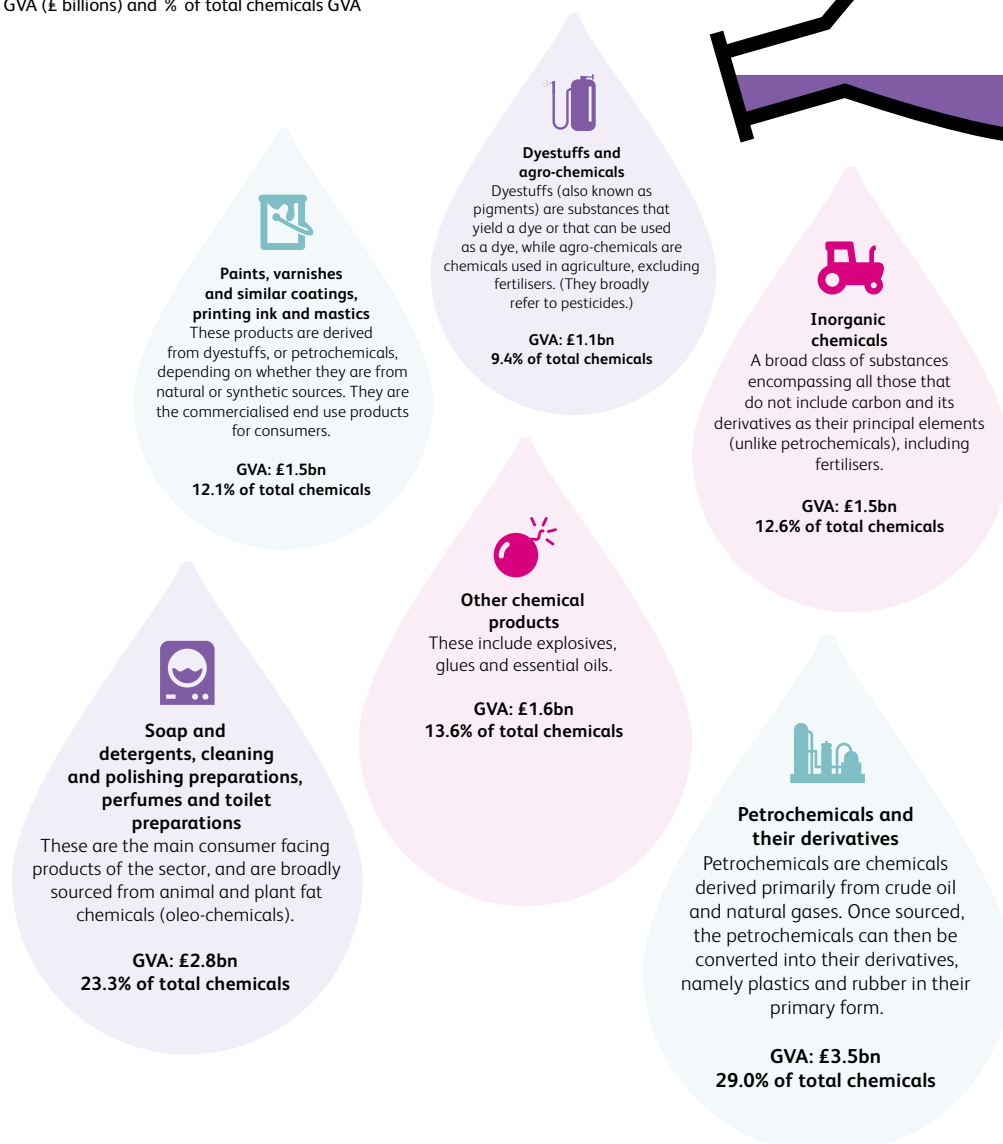 GVA (£ billions) and % of total chemicals GVA
Dyestuffs and
agro-chemicals
Dyestuffs (also known as
pigments) are substances that
yield a dye or that can be used
as a dye, while agro-chemicals are
chemicals used in agriculture, excluding
fertilisers. (They broadly
refer to pesticides.)
GVA: £1.1bn
9.4% of total chemicals
Paints, varnishes
and similar coatings,
printing ink and mastics
These products are derived
from dyestuffs, or petrochemicals,
depending on whether they are from
natural or synthetic sources. They are
the commercialised end use products
for consumers.
GVA: £1.5bn
12.1% of total chemicals
Inorganic
chemicals
A broad class of substances
encompassing all those that
do not include carbon and its
derivatives as their principal elements
(unlike petrochemicals), including
fertilisers.
GVA: £1.5bn
12.6% of total chemicals
Other chemical
products
These include explosives,
glues and essential oils.
GVA: £1.6bn
13.6% of total chemicals
Soap and
detergents, cleaning
and polishing preparations,
perfumes and toilet
preparations
These are the main consumer facing
products of the sector, and are broadly
sourced from animal and plant fat
chemicals (oleo-chemicals).
GVA: £2.8bn
23.3% of total chemicals
Petrochemicals and
their derivatives
Petrochemicals are chemicals
derived primarily from crude oil
and natural gases. Once sourced,
the petrochemicals can then be
converted into their derivatives,
namely plastics and rubber in their
primary form.
GVA: £3.5bn
29.0% of total chemicals